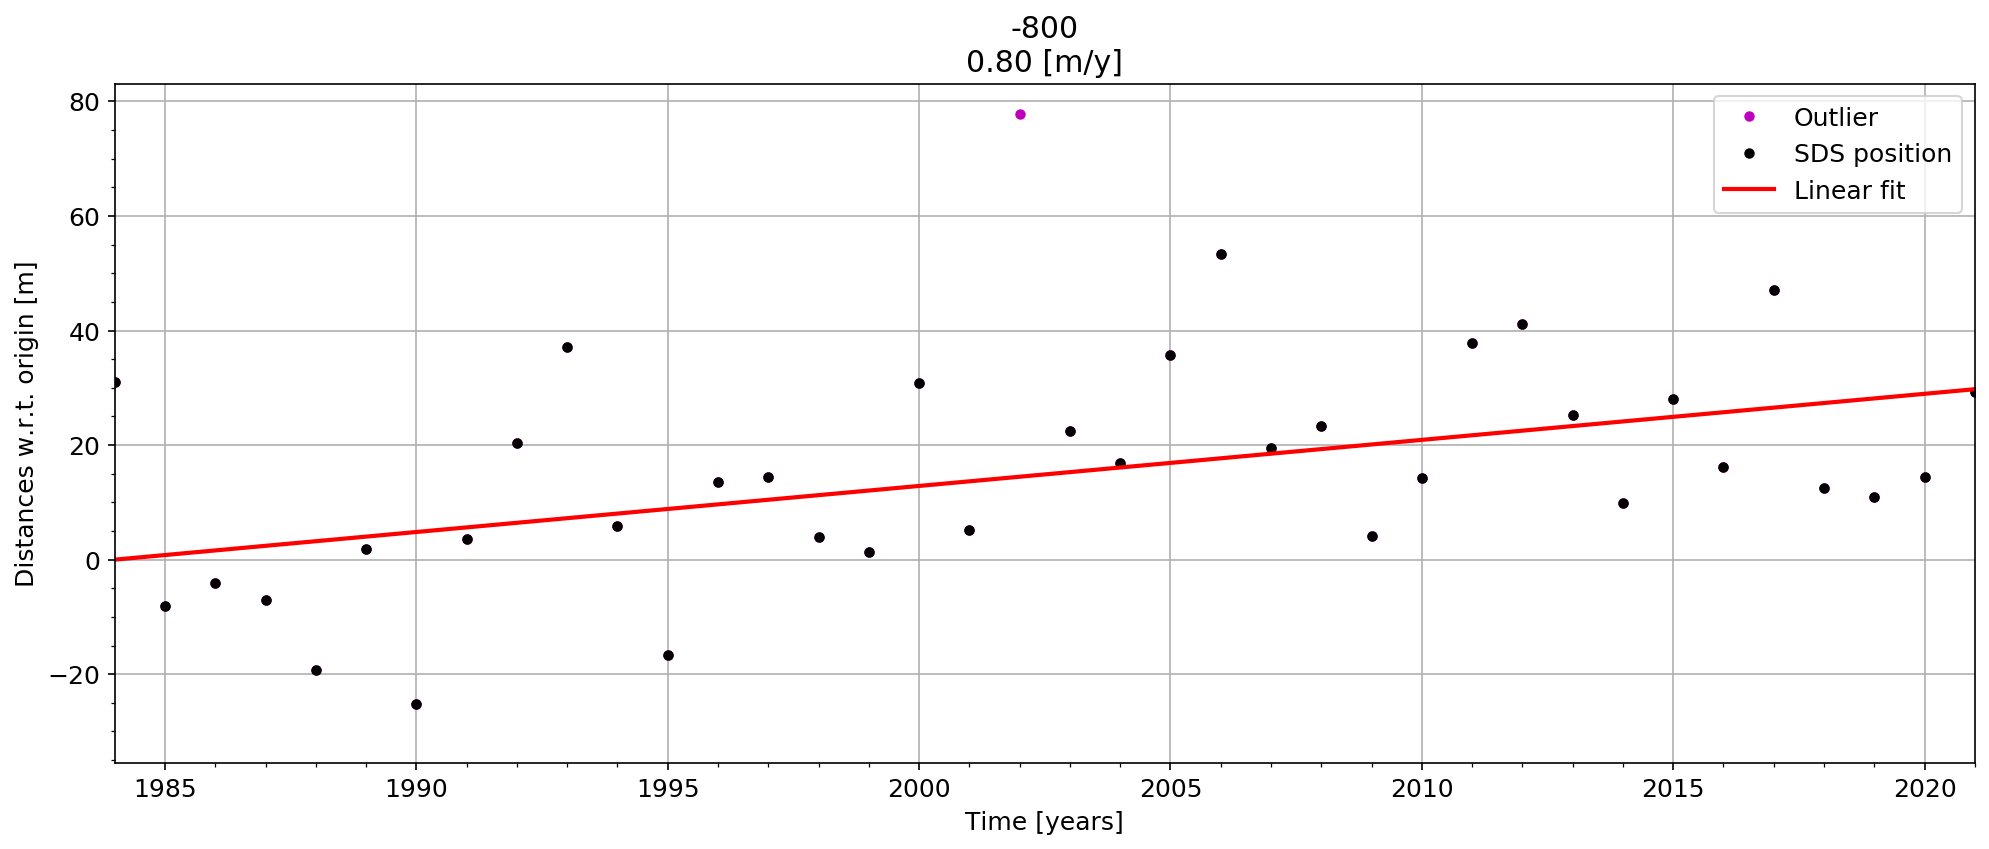 -800
0.80 [m/y]
Outlier
SDS position
Linear fit
Distances w.r.t. origin [m]
80
60
40
20
0
−20
1985 1990 1995 2000 2005 2010 2015 2020
Time [years]